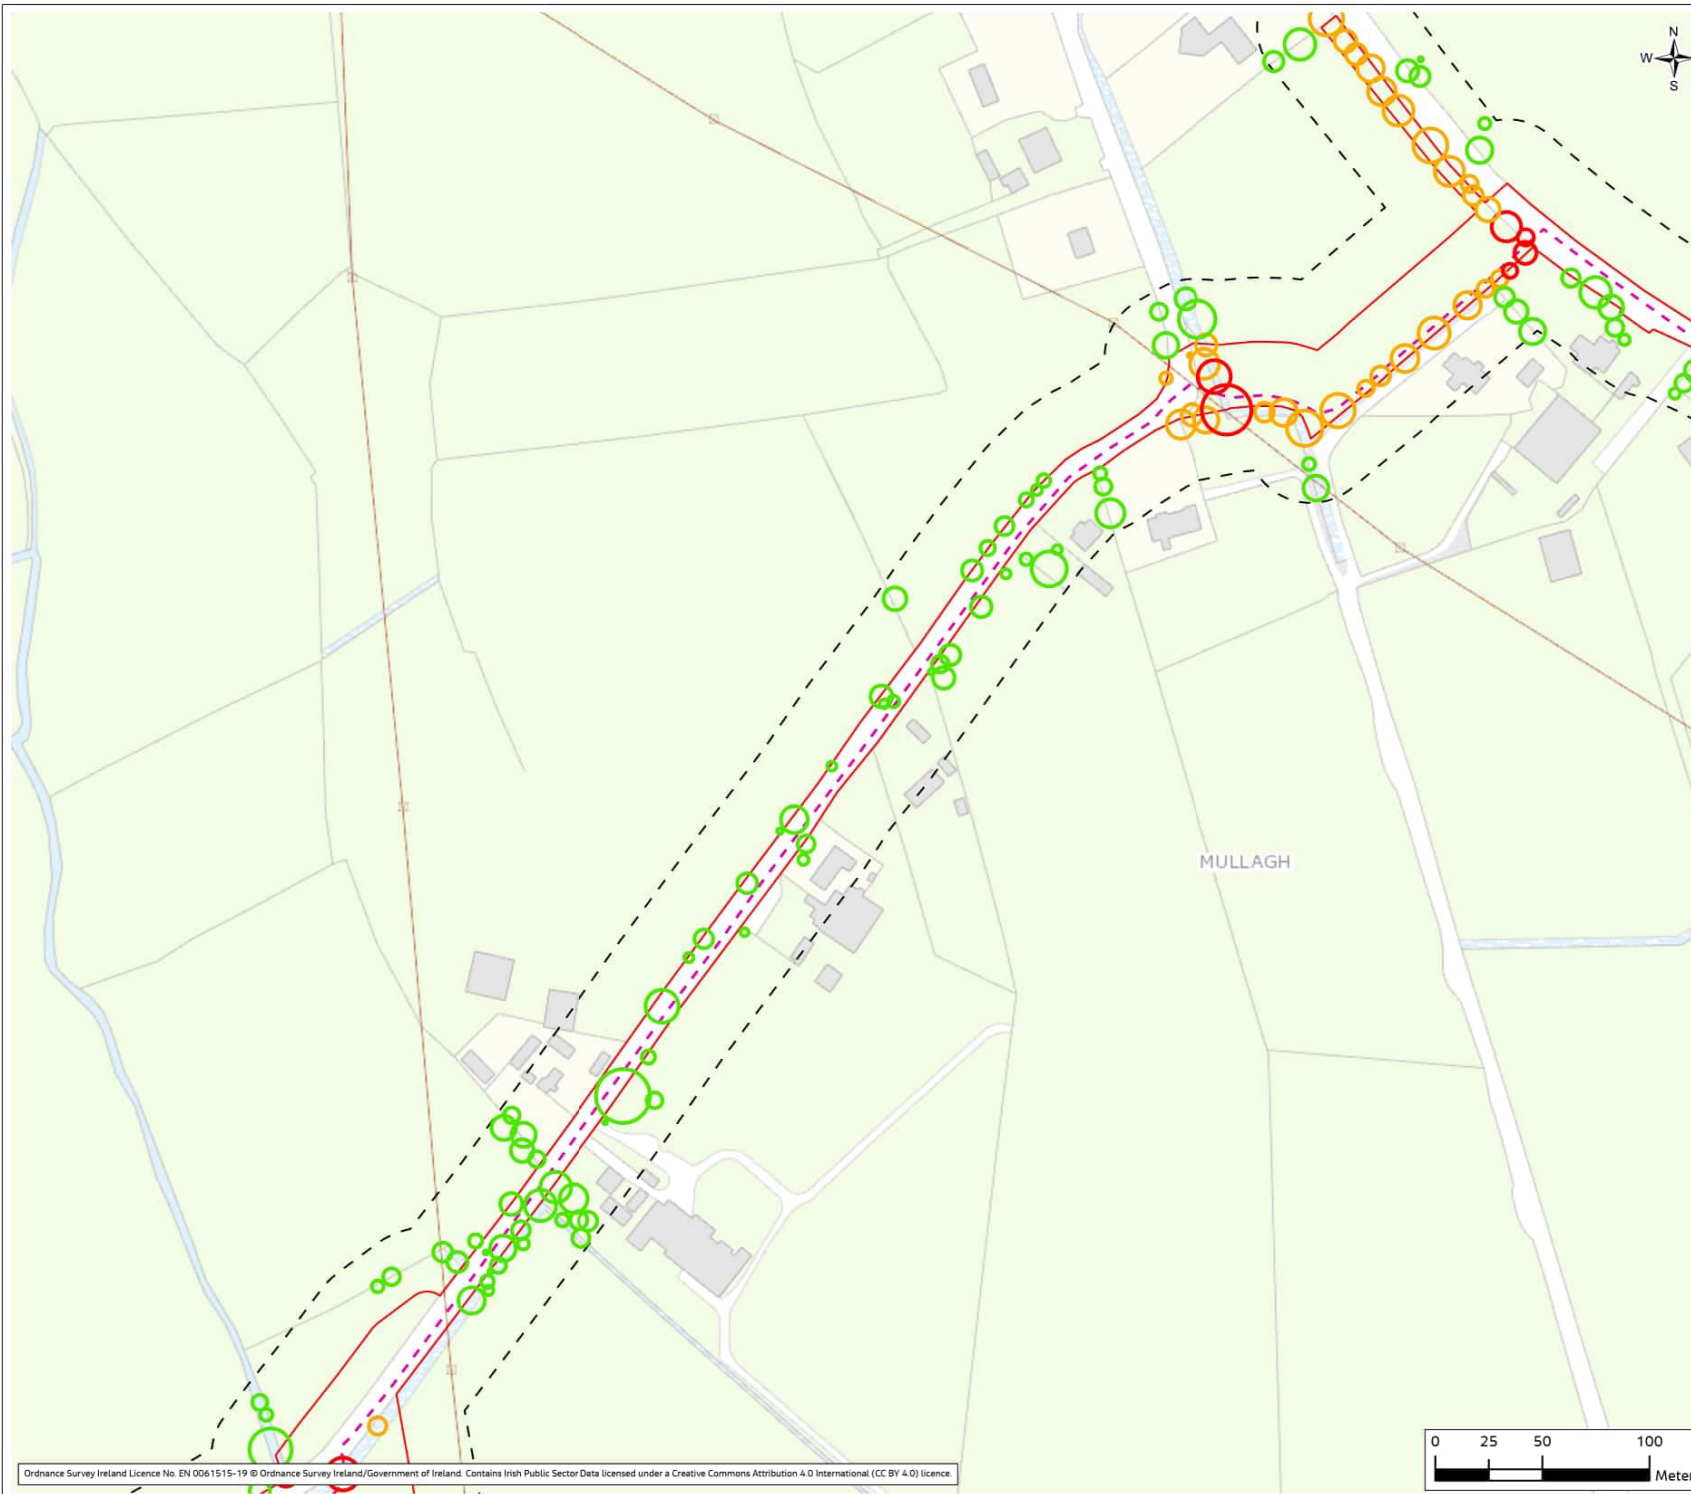 N
W
S
MULLAGH
0 25 50 100
Meter
Ordnance Survey Ireland Licence No. EN 0061515-19 © Ordnance Survey Ireland/Government of Ireland. Contains Irish Public Sector Data licensed under a Creative Commons Attribution 4.0 International (CC BY 4.0) licence.